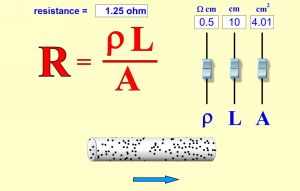 resistance = 1.25 ohm
Ω cm cm cm²
0.5 10 4.01
R = ρL / A
ρ L A